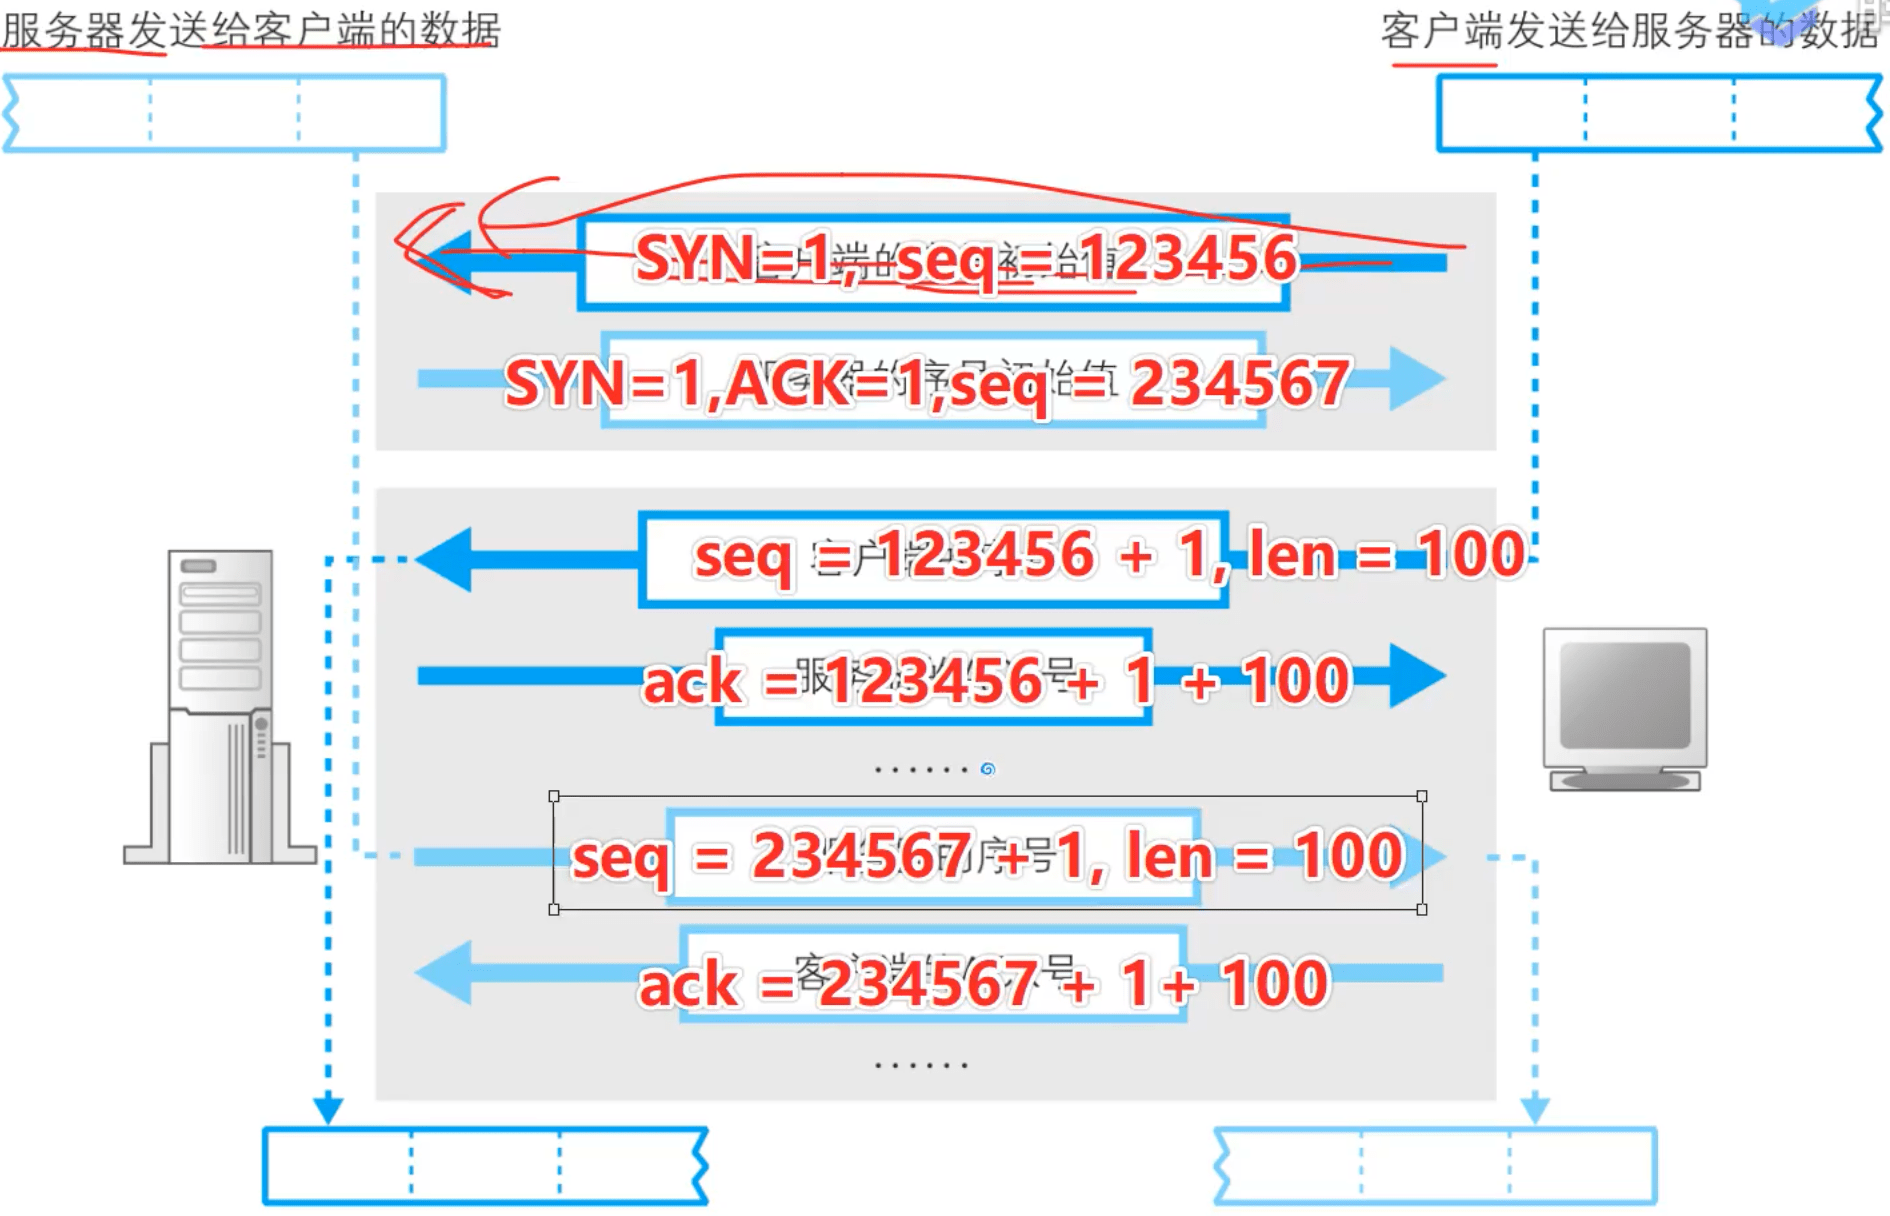 服务器发送给客户端的数据
客户端发送给服务器的数据
SYN=1, seq = 123456
SYN=1,ACK=1,seq = 234567
seq = 123456 + 1, len = 100
ack = 123456 + 1 + 100
······
seq = 234567 + 1, len = 100
ack = 234567 + 1+ 100
······